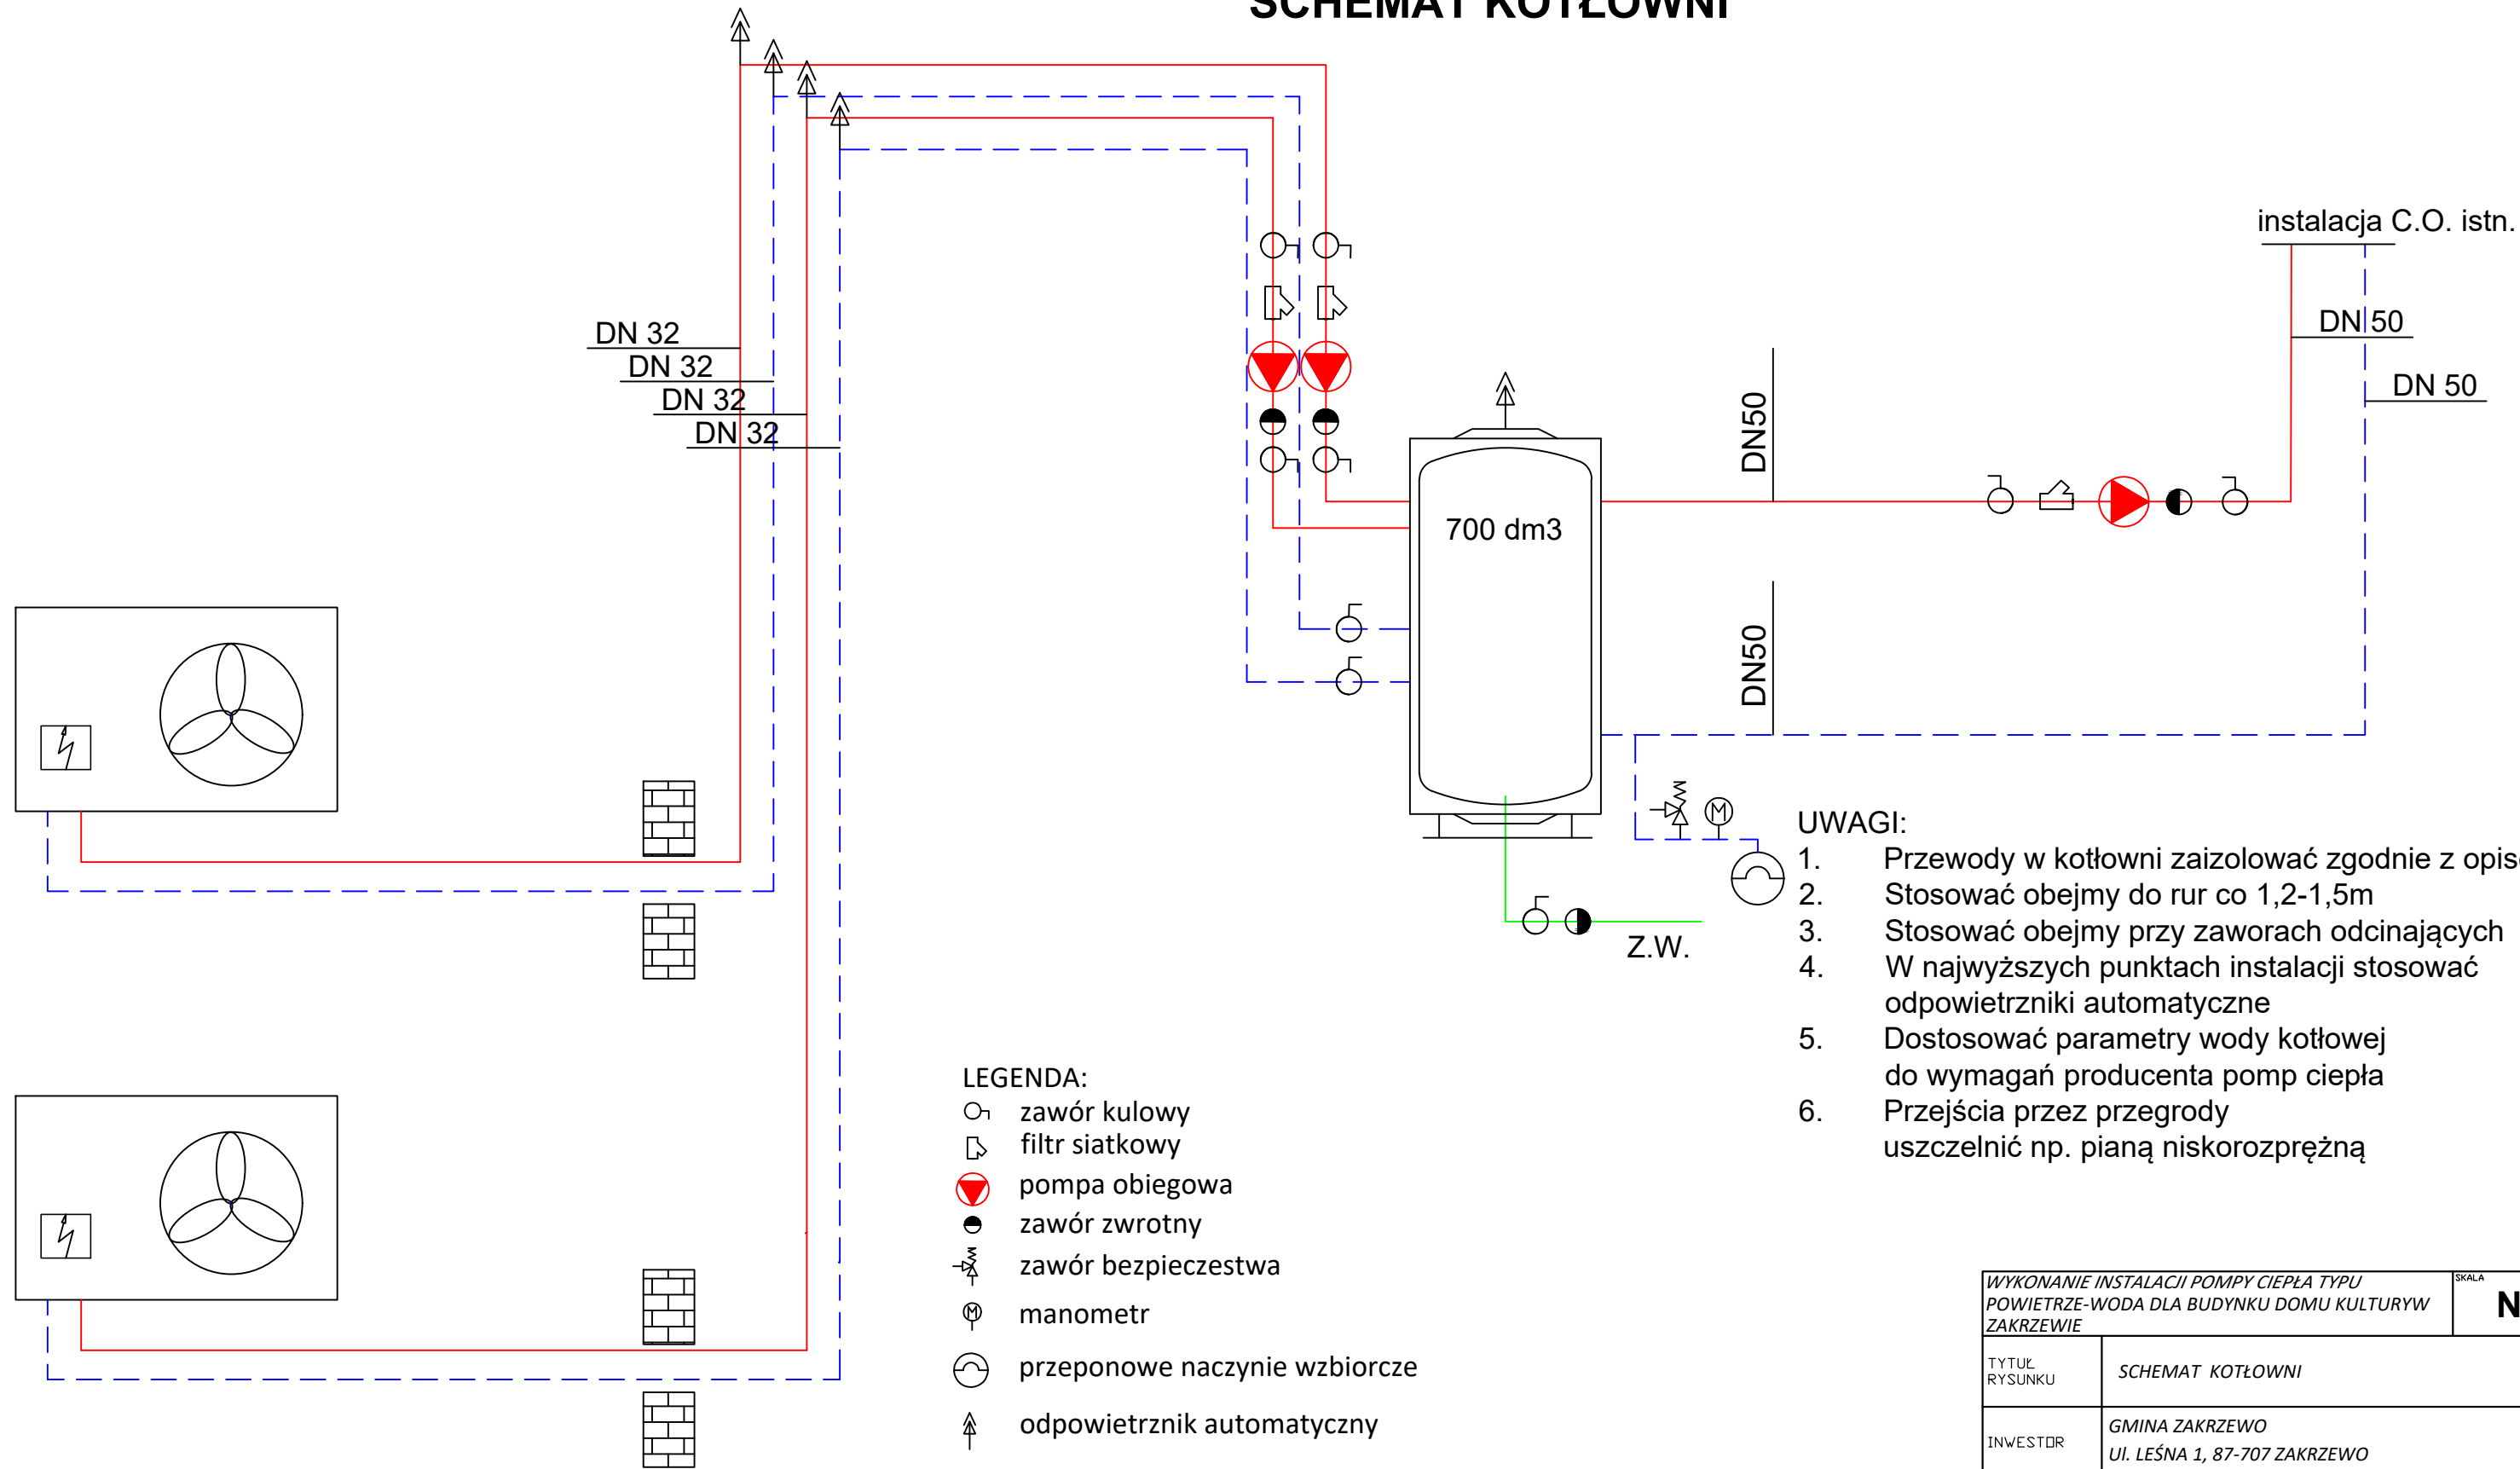 SCHEMAT KOTŁOWNI
instalacja C.O. istn.
DN 50
DN 50
DN 32
DN 32
DN 32
DN 32
DN50
700 dm3
DN50
Z.W.
UWAGI:
1. Przewody w kotłowni zaizolować zgodnie z
2. Stosować obejmy do rur co 1,2-1,5m
3. Stosować obejmy przy zaworach odcinających
4. W najwyższych punktach instalacji stosować
odpowietrzniki automatyczne
5. Dostosować parametry wody kotłowej
do wymagań producenta pomp ciepła
6. Przejścia przez przegrody
uszczelnić np. pianą niskorozprężną
LEGENDA:
zawór kulowy
filtr siatkowy
pompa obiegowa
zawór zwrotny
zawór bezpieczestwa
M manometr
przeponowe naczynie wzbiorcze
odpowietrznik automatyczny
M
WYKONANIE INSTALACJI POMPY CIEPŁA TYPU
POWIETRZE-WODA DLA BUDYNKU DOMU KULTURYW
ZAKRZEWIE
SKALA
TYTUŁ
RYSUNKU
SCHEMAT KOTŁOWNI
INWESTOR
GMINA ZAKRZEWO
Ul. LEŚNA 1, 87-707 ZAKRZEWO